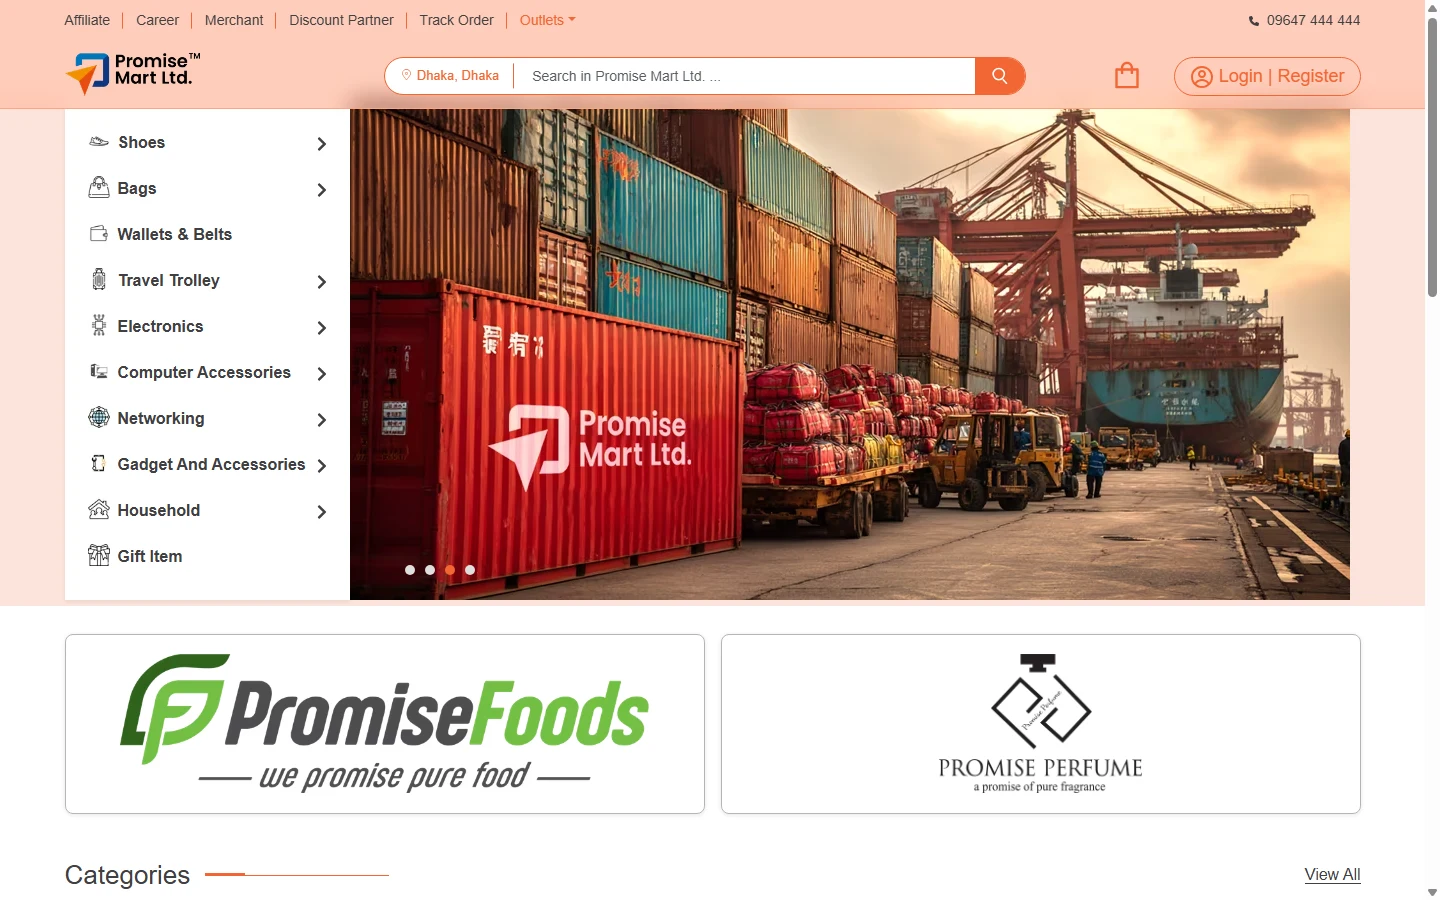 Affiliate
Career
Merchant
Discount Partner
Track Order
Outlets
09647 444 444
Promise™
Mart Ltd.
Dhaka, Dhaka
Search in Promise Mart Ltd. ...
Login | Register
Shoes
Bags
Wallets & Belts
Travel Trolley
Electronics
Computer Accessories
Networking
Gadget And Accessories
Household
Gift Item
Promise
Mart Ltd.
PromiseFoods
we promise pure food
Promise Perfume
PROMISE PERFUME
a promise of pure fragrance
Categories
View All